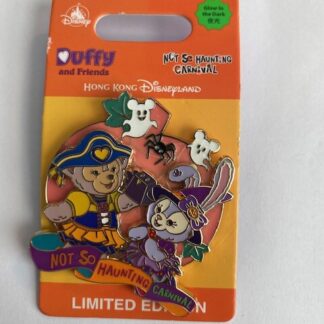 Disney
Duffy
and Friends
NOT SO HAUNTING
CARNIVAL
Glow in
the Dark
夜光
HONG KONG DISNEYLAND
NOT SO HAUNTING CARNIVAL
LIMITED EDITION